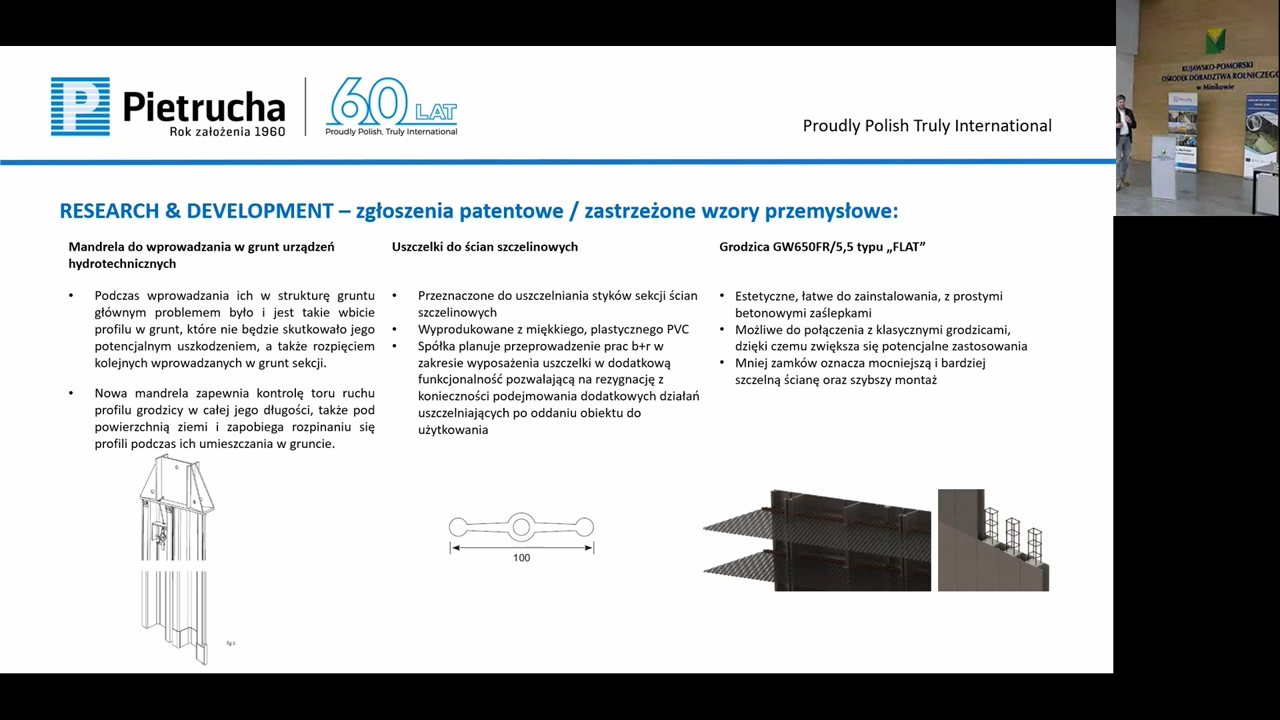 Pietrucha
Rok założenia 1960
60 LAT
Proudly Polish, Truly International
Proudly Polish Truly International
RESEARCH & DEVELOPMENT – zgłoszenia patentowe / zastrzeżone wzory przemysłowe:
Mandrela do wprowadzania w grunt urządzeń
hydrotechnicznych
• Podczas wprowadzania ich w strukturę gruntu
głównym problemem było i jest takie wbicie
profilu w grunt, które nie będzie skutkowało jego
potencjalnym uszkodzeniem, a także rozpięciem
kolejnych wprowadzanych w grunt sekcji.
• Nowa mandrela zapewnia kontrolę toru ruchu
profilu grodzicy w całej jego długości, także pod
powierzchnią ziemi i zapobiega rozpinaniu się
profili podczas ich umieszczania w gruncie.
fig.1
Uszczelki do ścian szczelinowych
• Przeznaczone do uszczelniania styków sekcji ścian
szczelinowych
• Wyprodukowane z miękkiego, plastycznego PVC
• Spółka planuje przeprowadzenie prac b+r w
zakresie wyposażenia uszczelki w dodatkową
funkcjonalność pozwalającą na rezygnację z
konieczności podejmowania dodatkowych działań
uszczelniających po oddaniu obiektu do
użytkowania
100
Grodzica GW650FR/5,5 typu „FLAT”
• Estetyczne, łatwe do zainstalowania, z prostymi
betonowymi zaślepkami
• Możliwe do połączenia z klasycznymi grodzicami,
dzięki czemu zwiększa się potencjalne zastosowania
• Mniej zamków oznacza mocniejszą i bardziej
szczelną ścianę oraz szybszy montaż
KUJAWSKO-POMORSKI
OŚRODEK DORADZTWA ROLNICZEGO
w Minikowie